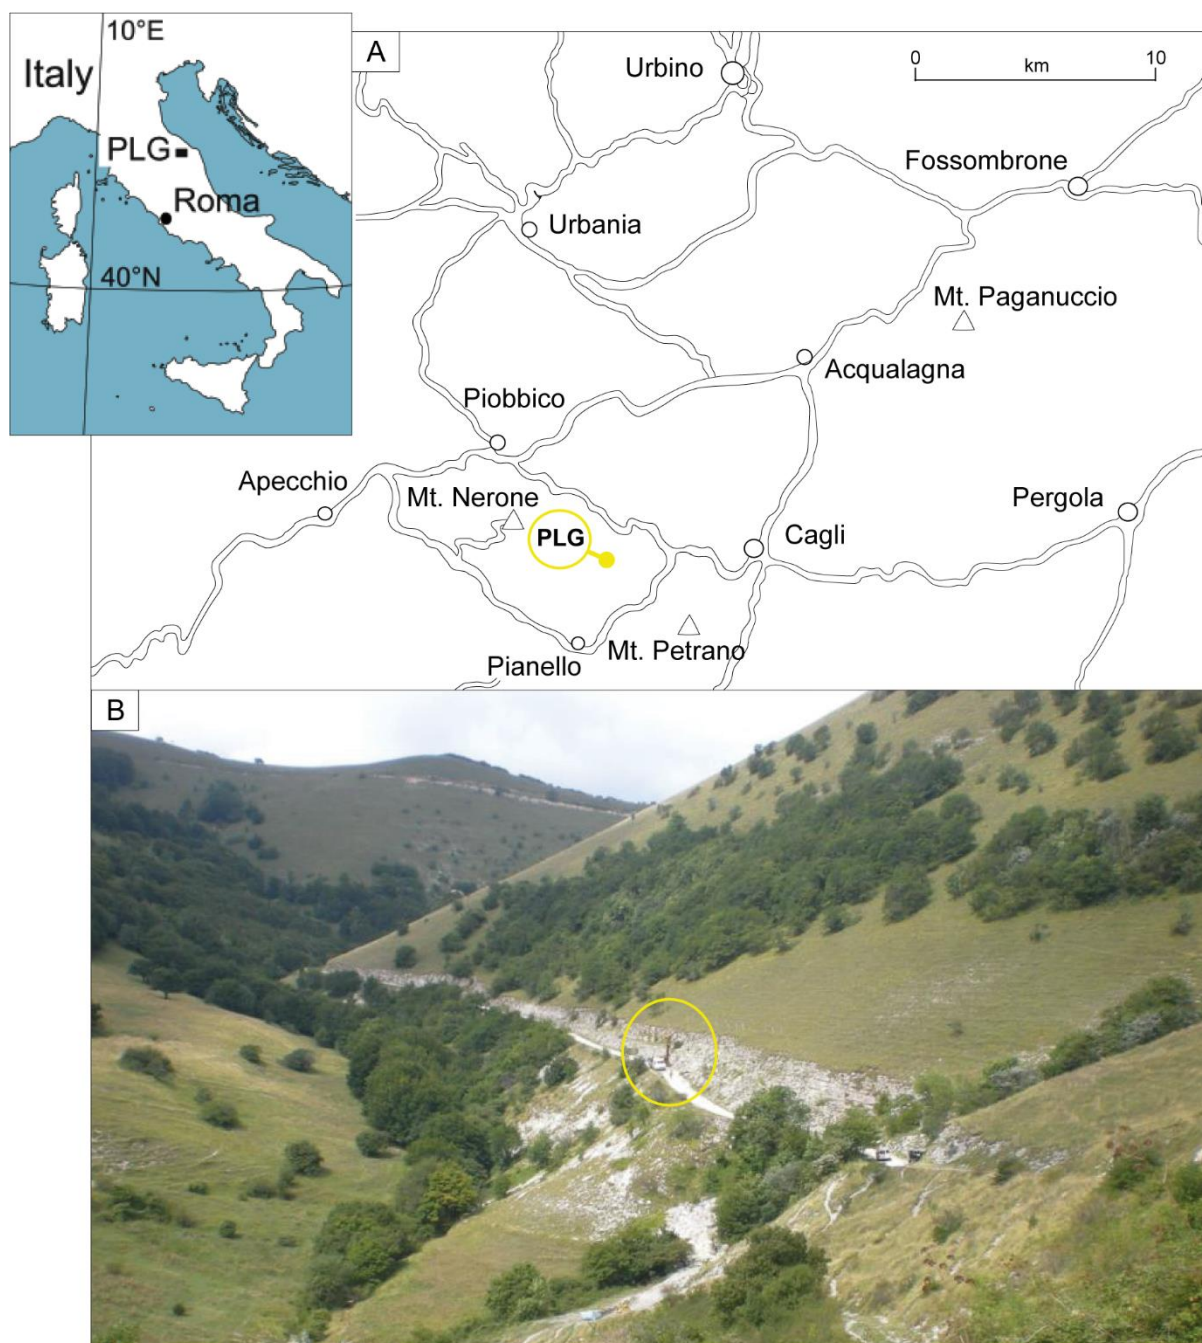 10°E
Italy
PLG
Roma
40°N
A
0 10
km
Urbino
Fossombrone
Urbania
Mt. Paganuccio
Acqualagna
Piobbico
Apecchio
Mt. Nerone
Pergola
PLG
Cagli
Pianello
Mt. Petrano
B